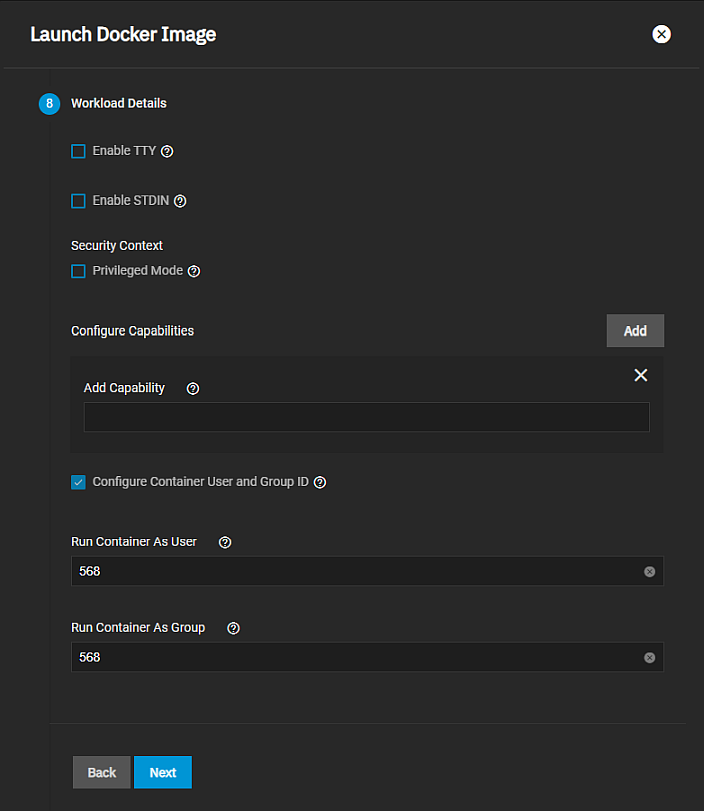 Launch Docker Image
8 Workload Details
Enable TTY
Enable STDIN
Security Context
Privileged Mode
Configure Capabilities Add
Add Capability
Configure Container User and Group ID
Run Container As User
568
Run Container As Group
568
Back Next